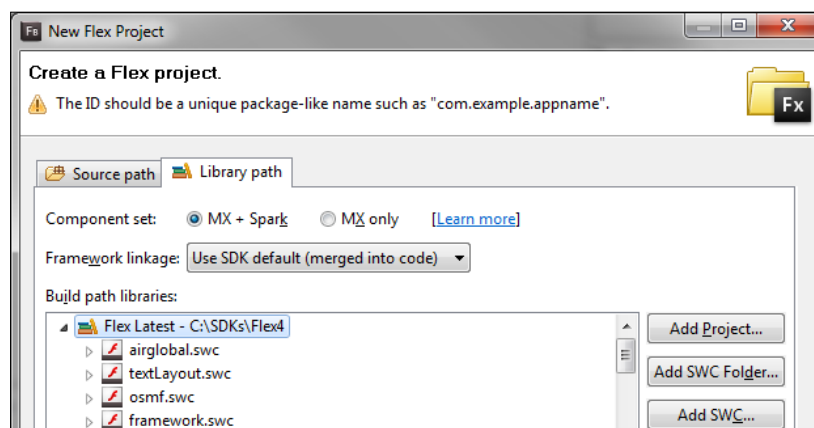 FB New Flex Project
Create a Flex project.
The ID should be a unique package-like name such as "com.example.appname".
Fx
Source path Library path
Component set: MX + Spark MX only [Learn more]
Framework linkage: Use SDK default (merged into code)
Build path libraries:
Flex Latest - C:\SDKs\Flex4 Add Project...
airglobal.swc
textLayout.swc Add SWC Folder...
osmf.swc
framework.swc Add SWC...